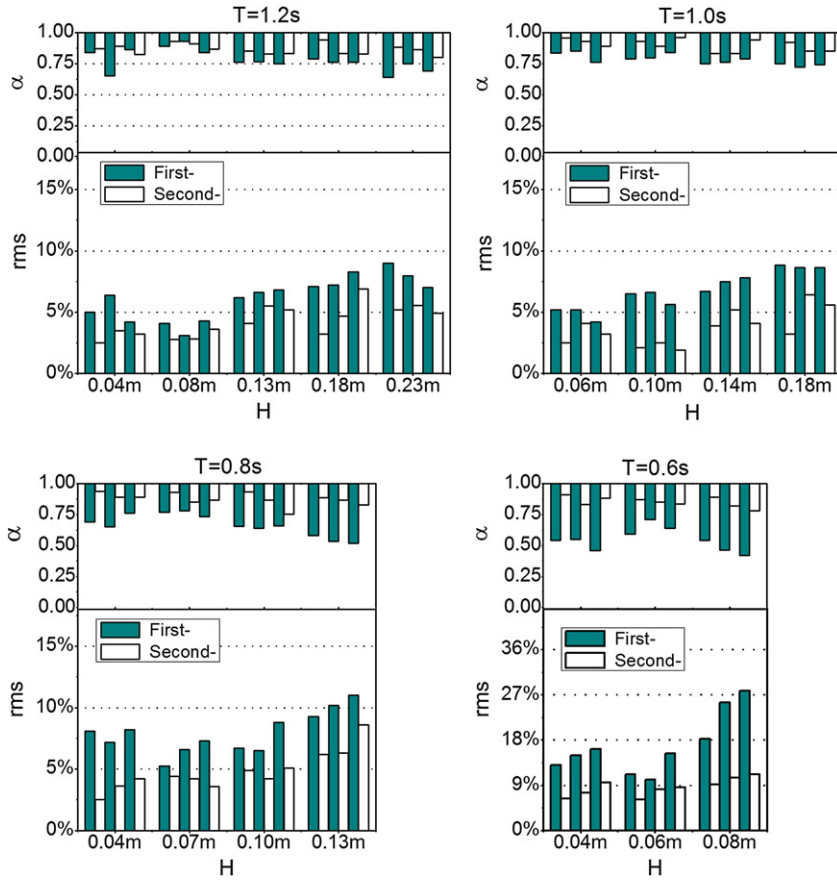 T=1.2s
1.00
0.75
0.50
0.25
0.00
α
First-
Second-
15%
10%
5%
0%
rms
0.04m 0.08m 0.13m 0.18m 0.23m
H
T=1.0s
1.00
0.75
0.50
0.25
0.00
α
First-
Second-
15%
10%
5%
0%
rms
0.06m 0.10m 0.14m 0.18m
H
T=0.8s
1.00
0.75
0.50
0.25
0.00
α
First-
Second-
15%
10%
5%
0%
rms
0.04m 0.07m 0.10m 0.13m
H
T=0.6s
1.00
0.75
0.50
0.25
0.00
α
First-
Second-
36%
27%
18%
9%
0%
rms
0.04m 0.06m 0.08m
H